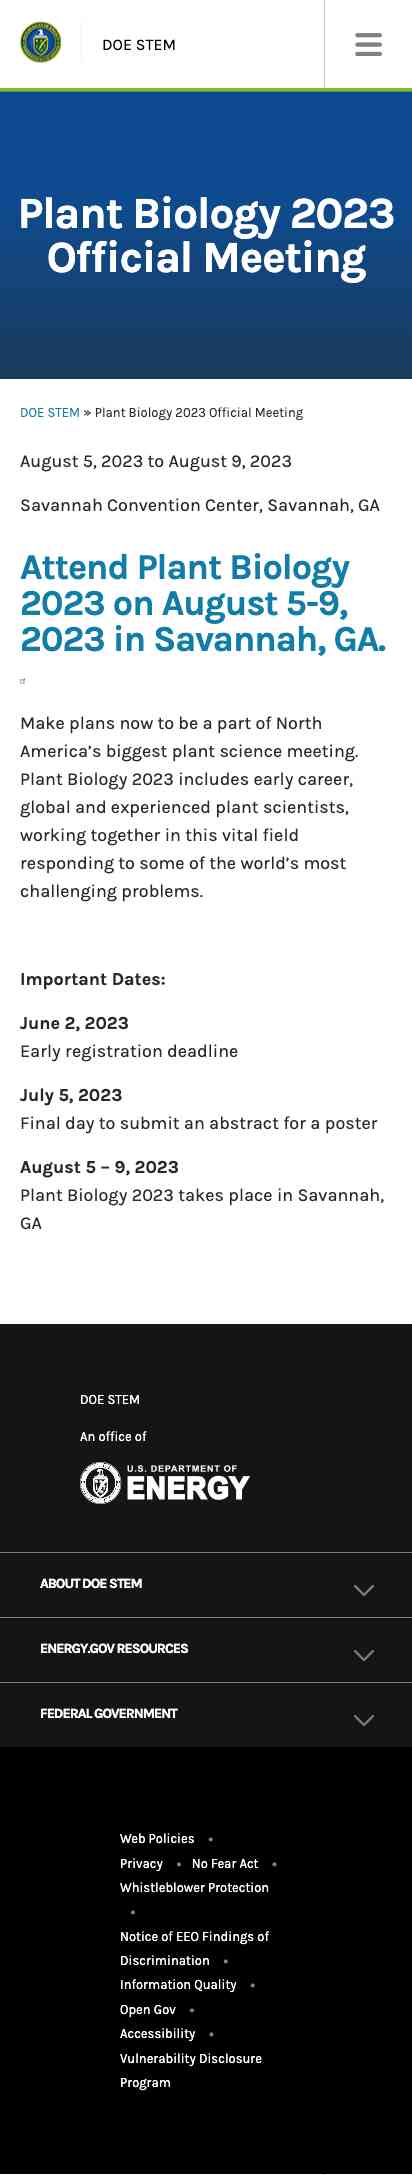 DOE STEM
Plant Biology 2023
Official Meeting
DOE STEM » Plant Biology 2023 Official Meeting
August 5, 2023 to August 9, 2023
Savannah Convention Center, Savannah, GA
Attend Plant Biology
2023 on August 5-9,
2023 in Savannah, GA.
Make plans now to be a part of North
America’s biggest plant science meeting.
Plant Biology 2023 includes early career,
global and experienced plant scientists,
working together in this vital field
responding to some of the world’s most
challenging problems.
Important Dates:
June 2, 2023
Early registration deadline
July 5, 2023
Final day to submit an abstract for a poster
August 5 – 9, 2023
Plant Biology 2023 takes place in Savannah,
GA
DOE STEM
An office of
U.S. DEPARTMENT OF
ENERGY
ABOUT DOE STEM
ENERGY.GOV RESOURCES
FEDERAL GOVERNMENT
Web Policies •
Privacy • No Fear Act •
Whistleblower Protection
•
Notice of EEO Findings of
Discrimination •
Information Quality •
Open Gov •
Accessibility •
Vulnerability Disclosure
Program